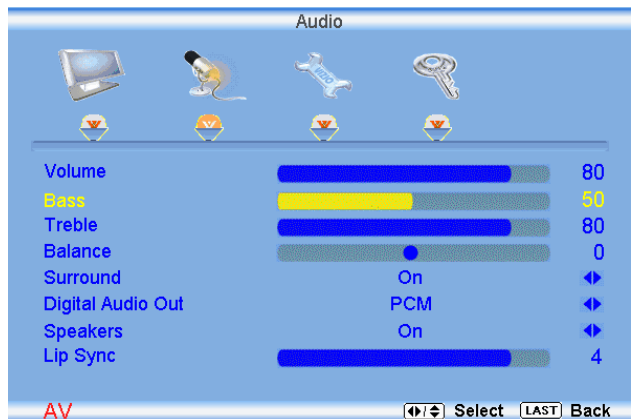 Audio
Volume 80
Bass 50
Treble 80
Balance 0
Surround On
Digital Audio Out PCM
Speakers On
Lip Sync 4
AV Select LAST Back